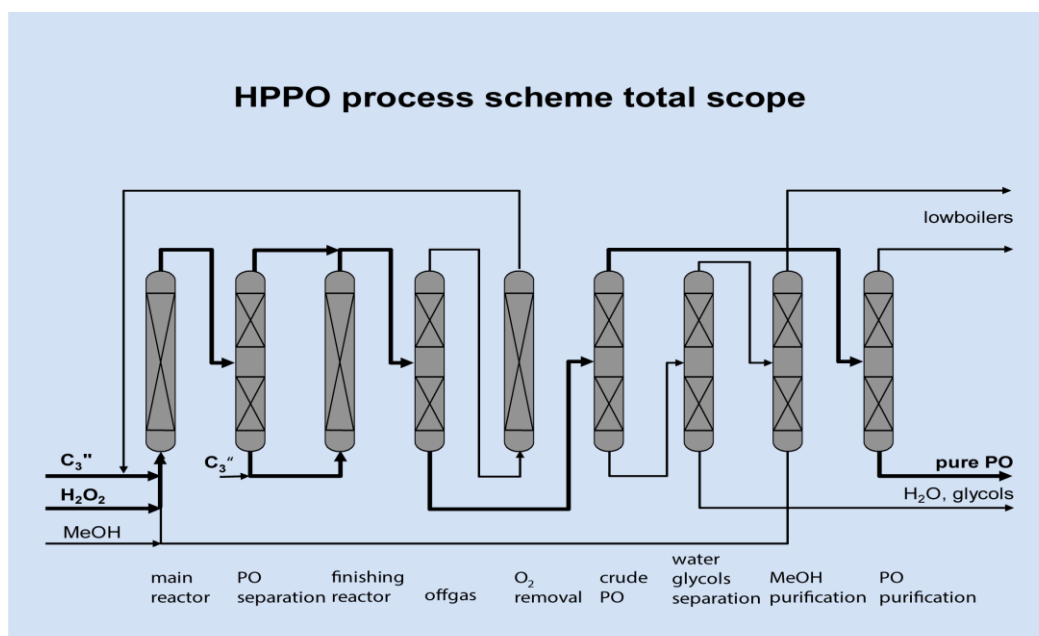 HPPO process scheme total scope
lowboilers
C₃"
C₃"
pure PO
H₂O₂
H₂O, glycols
MeOH
main
reactor
PO
separation
finishing
reactor
offgas
O₂
removal
crude
PO
water
glycols
separation
MeOH
purification
PO
purification